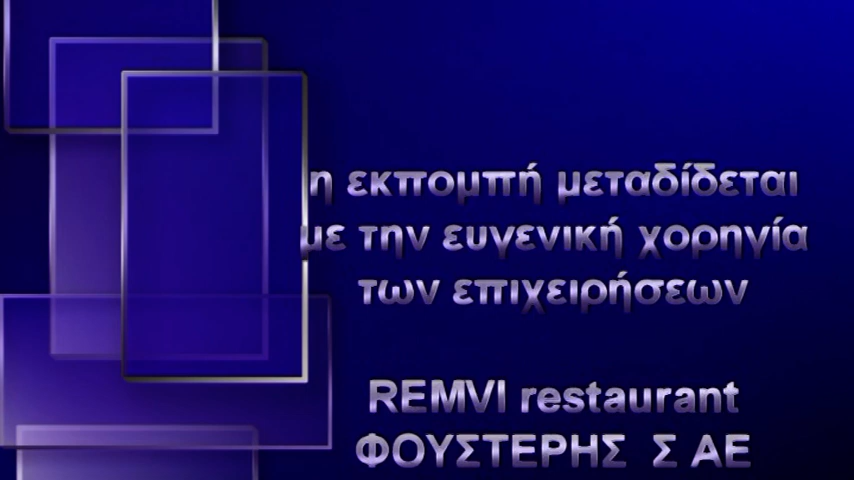 η εκπομπή μεταδίδεται
με την ευγενική χορηγία
των επιχειρήσεων
REMVI restaurant
ΦΟΥΣΤΕΡΗΣ Σ ΑΕ